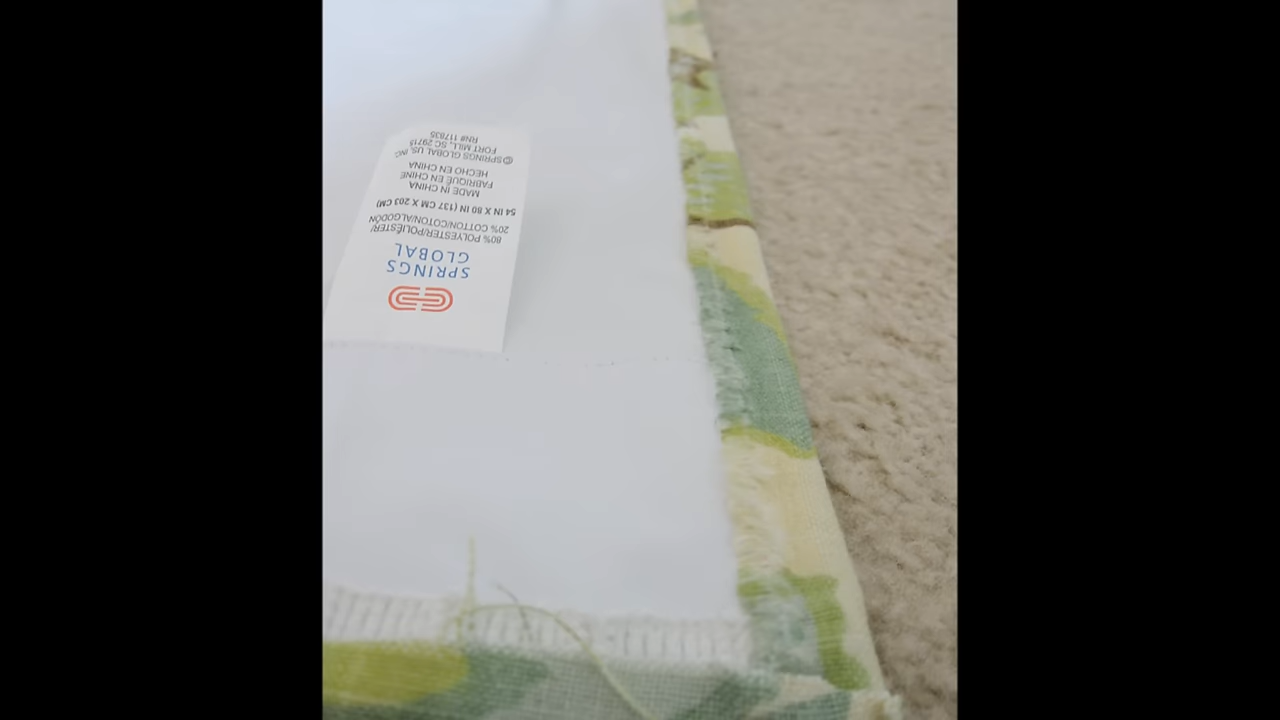 SPRINGS
GLOBAL
80% POLYESTER/POLIÉSTER/
20% COTTON/COTON/ALGODÓN
54 IN X 80 IN (137 CM X 203 CM)
MADE IN CHINA
FABRIQUÉ EN CHINE
HECHO EN CHINA
©SPRINGS GLOBAL US, INC.
FORT MILL, SC 29715
RN# 117835